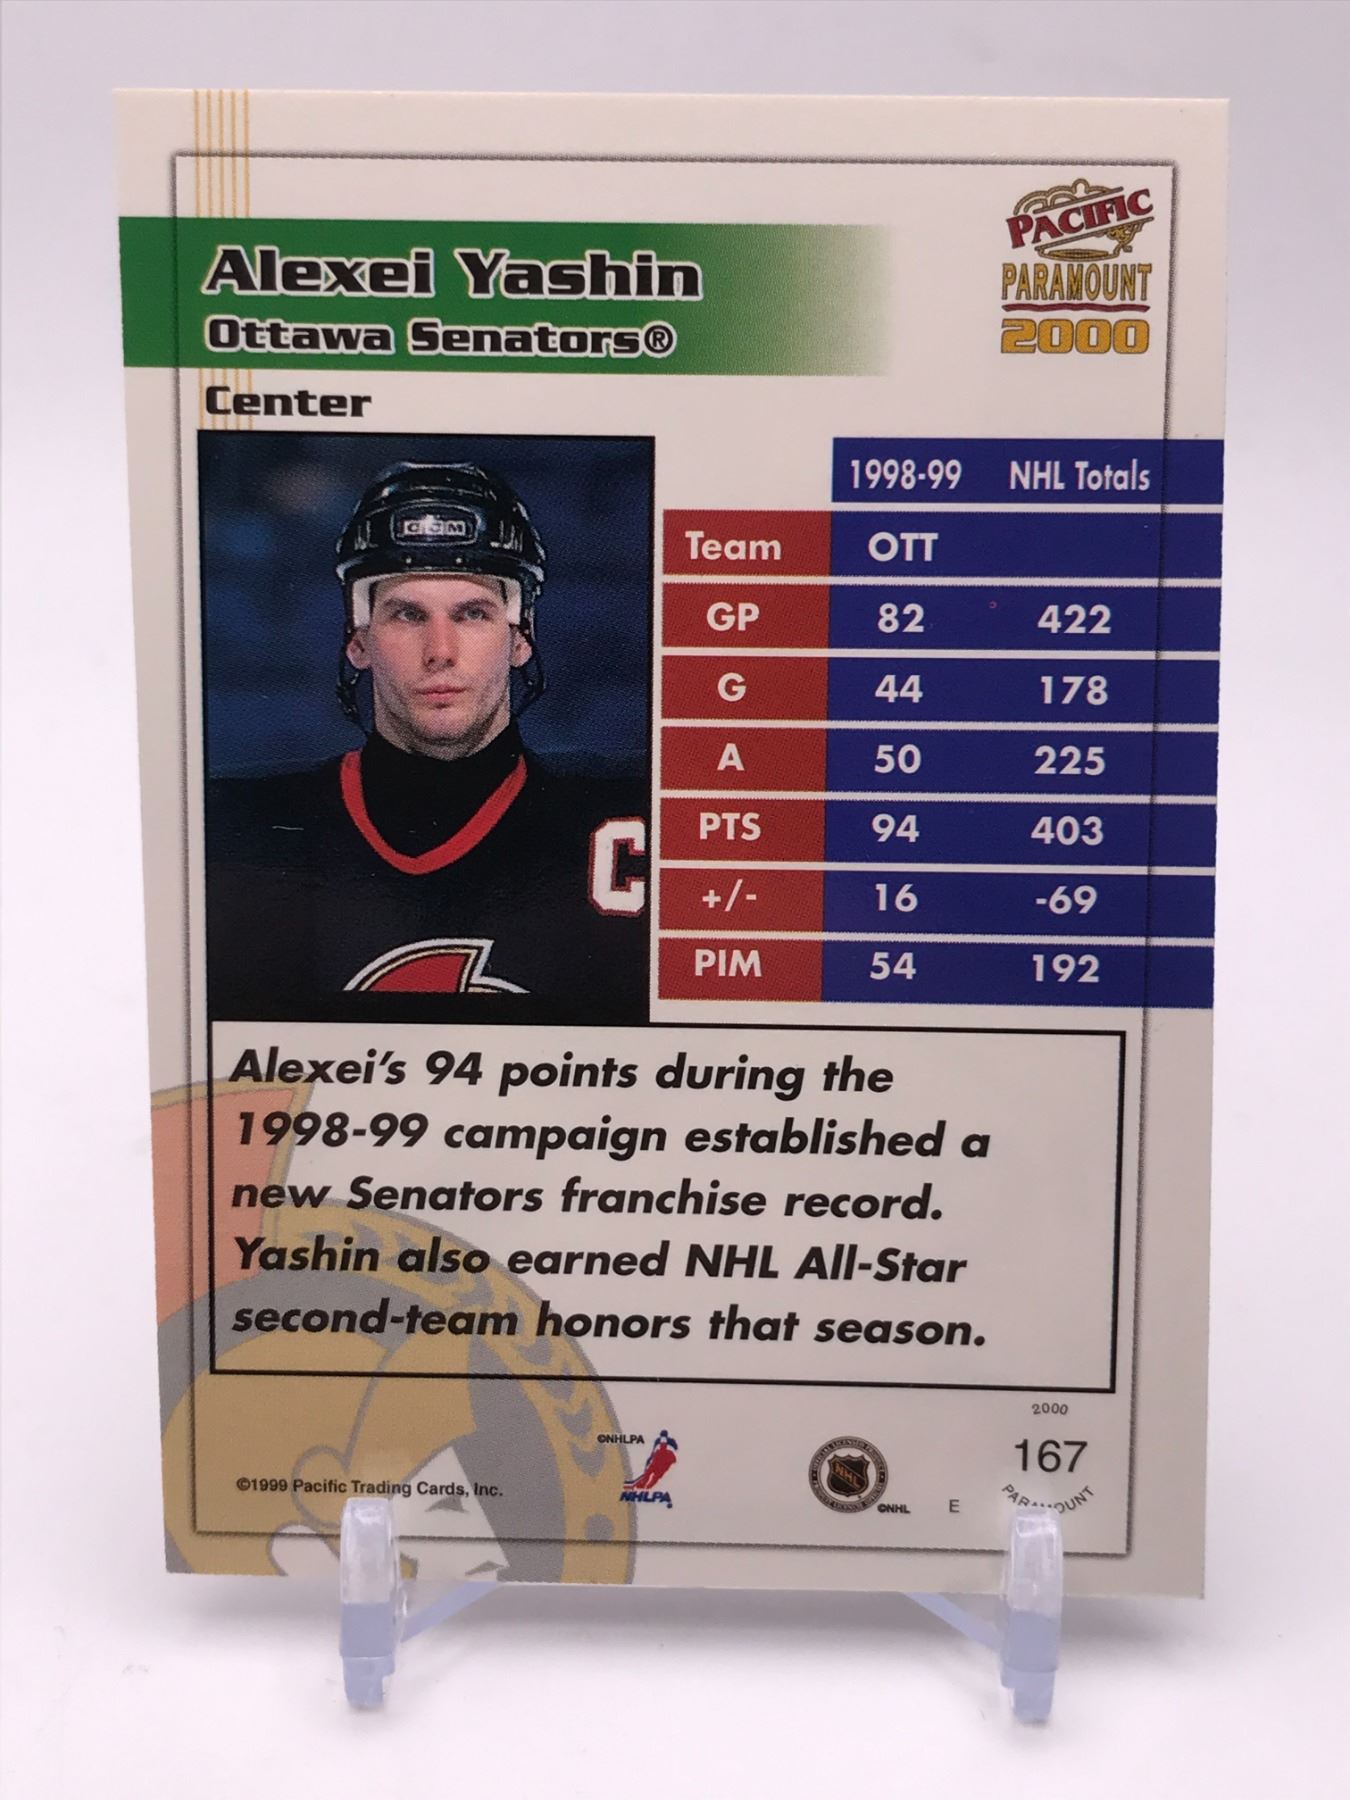 Alexei Yashin
Ottawa Senators®
Center
PACIFIC
PARAMOUNT
2000
CCM
C
1998-99 NHL Totals
Team OTT
GP 82 422
G 44 178
A 50 225
PTS 94 403
+/- 16 -69
PIM 54 192
Alexei's 94 points during the
1998-99 campaign established a
new Senators franchise record.
Yashin also earned NHL All-Star
second-team honors that season.
©1999 Pacific Trading Cards, Inc.
©NHLPA
NHLPA
NHL
©NHL
E
2000
167